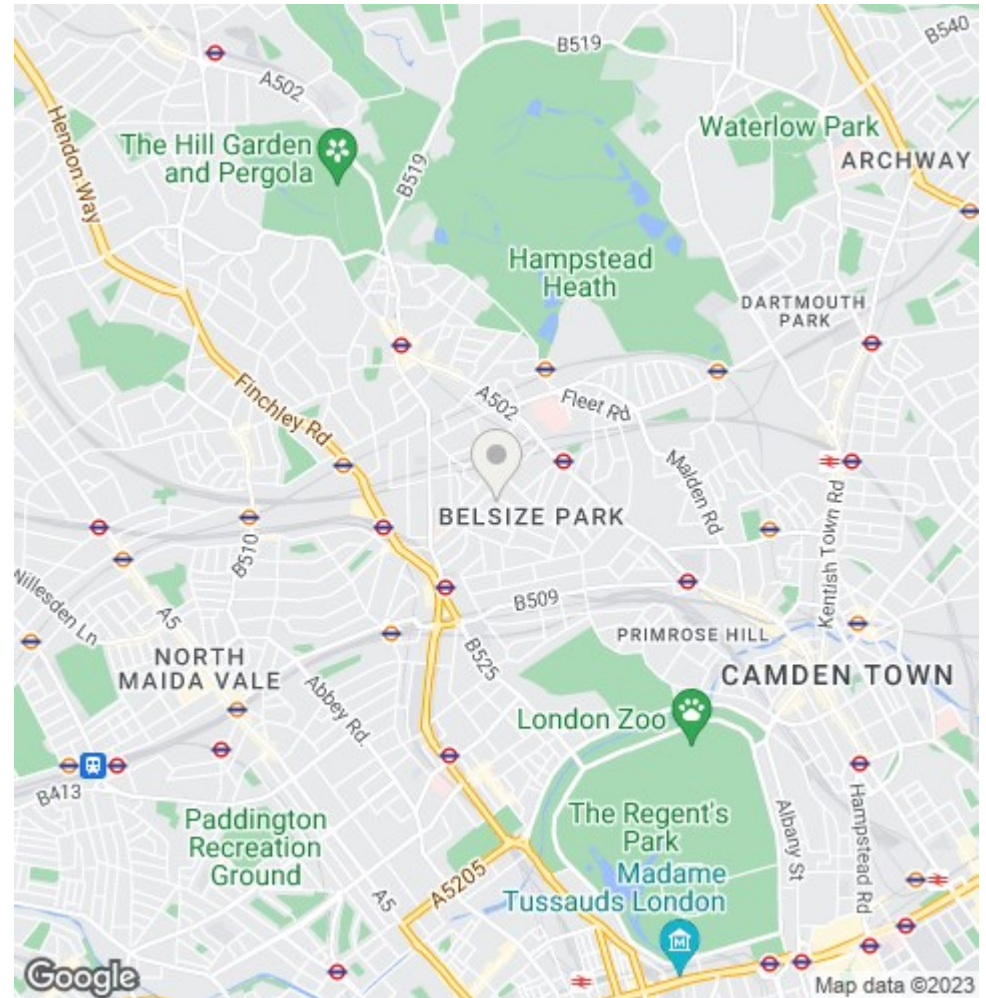 B519
B540
A502
Hendon Way
The Hill Garden
and Pergola
B519
Waterlow Park
ARCHWAY
Hampstead
Heath
DARTMOUTH
PARK
Finchley Rd
A502
Fleet Rd
Malden Rd
Kentish Town Rd
BELSIZE PARK
B510
Willesden Ln
A5
B509
PRIMROSE HILL
NORTH
MAIDA VALE
Abbey Rd.
B525
CAMDEN TOWN
London Zoo
B413
Paddington
Recreation
Ground
The Regent's
Park
Albany St
Hampstead Rd
Madame
Tussauds London
A5205
A5
Google
Map data ©2023